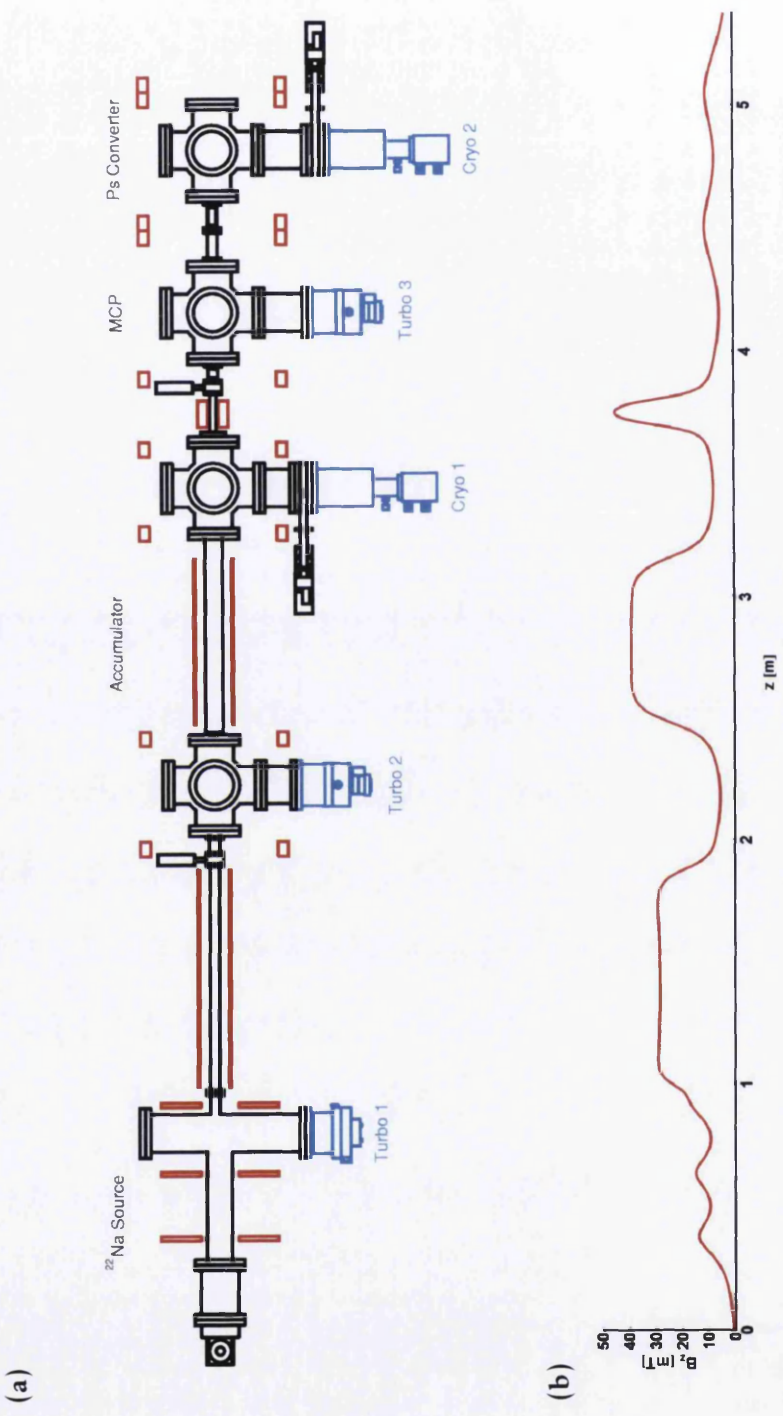 (a)
²²Na Source
Accumulator
MCP
Ps Converter
Turbo 1
Turbo 2
Cryo 1
Turbo 3
Cryo 2
(b)
B_z [mT]
50
40
30
20
10
0
0
1
2
3
4
5
z [m]